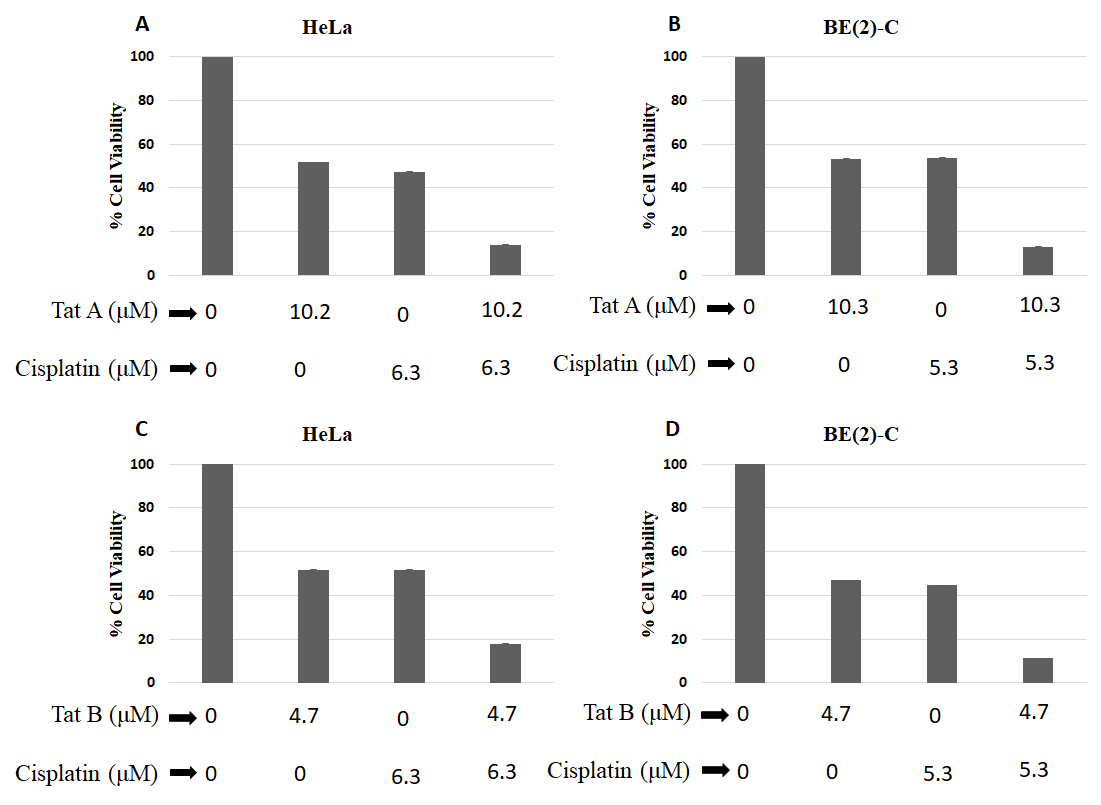 A
HeLa
% Cell Viability
100
80
60
40
20
0
Tat A (μM) 0 10.2 0 10.2
Cisplatin (μM) 0 0 6.3 6.3
B
BE(2)-C
% Cell Viability
100
80
60
40
20
0
Tat A (μM) 0 10.3 0 10.3
Cisplatin (μM) 0 0 5.3 5.3
C
HeLa
% Cell Viability
100
80
60
40
20
0
Tat B (μM) 0 4.7 0 4.7
Cisplatin (μM) 0 0 6.3 6.3
D
BE(2)-C
% Cell Viability
100
80
60
40
20
0
Tat B (μM) 0 4.7 0 4.7
Cisplatin (μM) 0 0 5.3 5.3